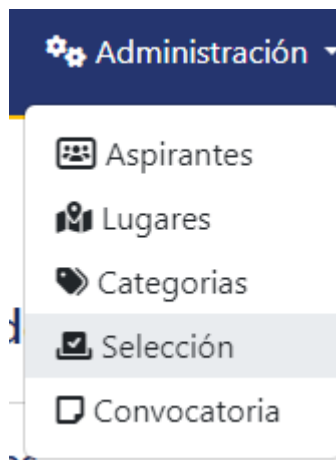 Administración
Aspirantes
Lugares
Categorias
Selección
Convocatoria